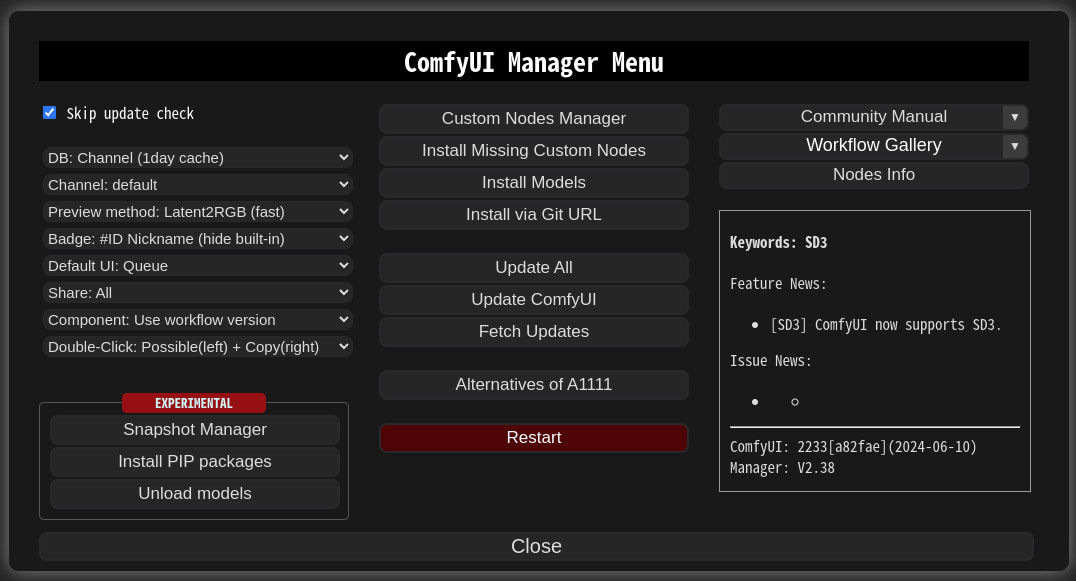 ComfyUI Manager Menu
Skip update check
DB: Channel (1day cache)
Channel: default
Preview method: Latent2RGB (fast)
Badge: #ID Nickname (hide built-in)
Default UI: Queue
Share: All
Component: Use workflow version
Double-Click: Possible(left) + Copy(right)
EXPERIMENTAL
Snapshot Manager
Install PIP packages
Unload models
Custom Nodes Manager
Install Missing Custom Nodes
Install Models
Install via Git URL
Update All
Update ComfyUI
Fetch Updates
Alternatives of A1111
Restart
Community Manual
Workflow Gallery
Nodes Info
Keywords: SD3
Feature News:
[SD3] ComfyUI now supports SD3.
Issue News:
ComfyUI: 2233[a82fae](2024-06-10)
Manager: V2.38
Close